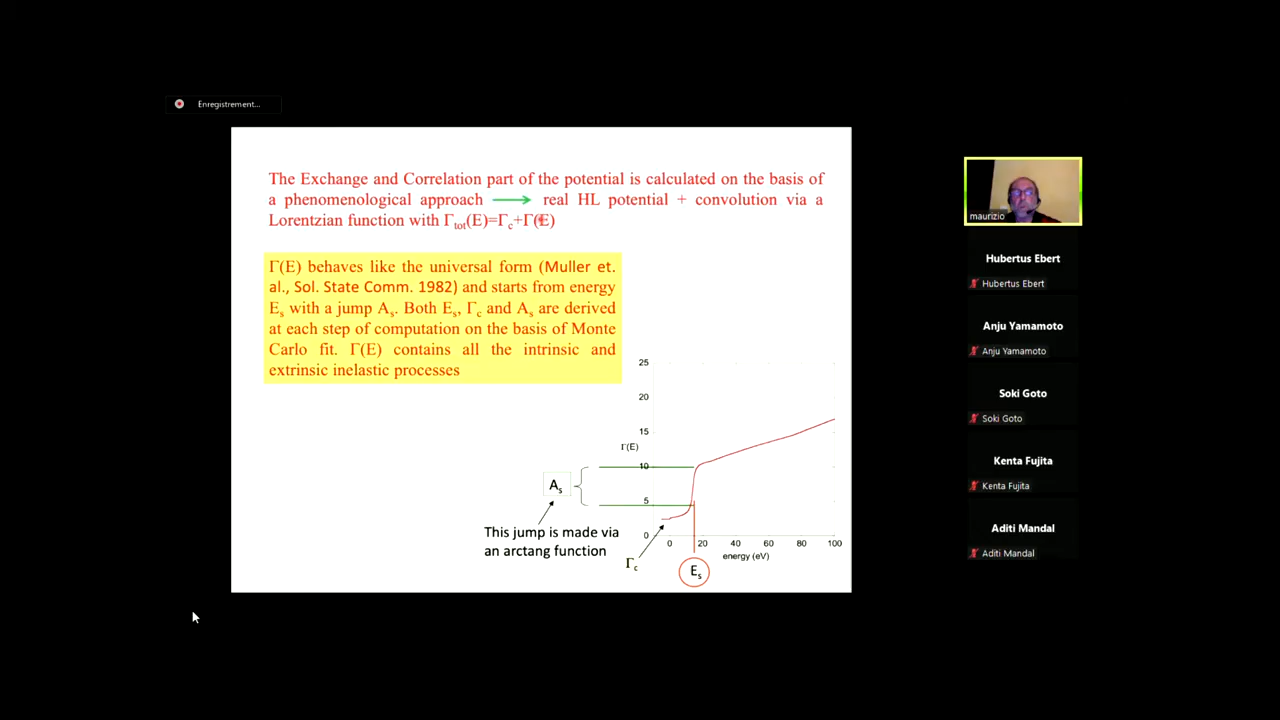 Enregistrement...
The Exchange and Correlation part of the potential is calculated on the basis of
a phenomenological approach → real HL potential + convolution via a
Lorentzian function with Γtot(E)=Γc+Γ(E)
Γ(E) behaves like the universal form (Muller et.
al., Sol. State Comm. 1982) and starts from energy
Es with a jump As. Both Es, Γc and As are derived
at each step of computation on the basis of Monte
Carlo fit. Γ(E) contains all the intrinsic and
extrinsic inelastic processes
25
20
15
Γ(E)
10
5
0
0 20 40 60 80 100
energy (eV)
As
This jump is made via
an arctang function
Γc
Es
maurizio
Hubertus Ebert
Hubertus Ebert
Anju Yamamoto
Anju Yamamoto
Soki Goto
Soki Goto
Kenta Fujita
Kenta Fujita
Aditi Mandal
Aditi Mandal